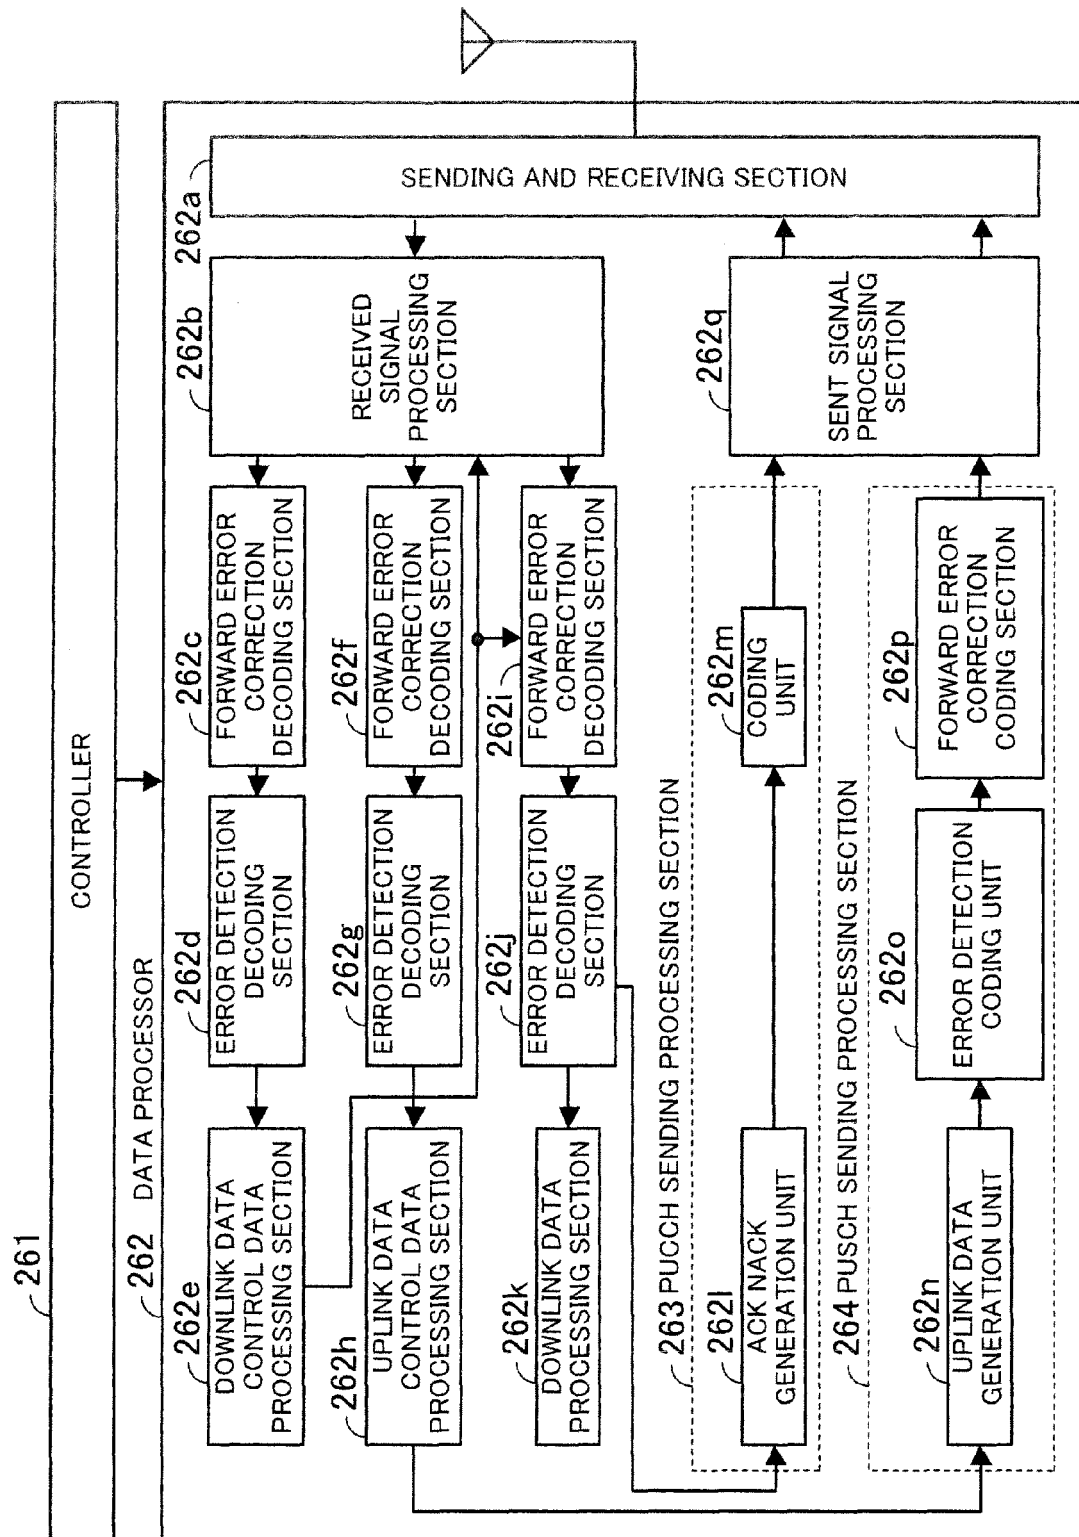 261
CONTROLLER
262 DATA PROCESSOR
262a
SENDING AND RECEIVING SECTION
262b
RECEIVED
SIGNAL
PROCESSING
SECTION
262c
FORWARD ERROR
CORRECTION
DECODING SECTION
262d
ERROR DETECTION
DECODING
SECTION
262e
DOWNLINK DATA
CONTROL DATA
PROCESSING SECTION
262f
FORWARD ERROR
CORRECTION
DECODING SECTION
262g
ERROR DETECTION
DECODING
SECTION
262h
UPLINK DATA
CONTROL DATA
PROCESSING SECTION
262i
FORWARD ERROR
CORRECTION
DECODING SECTION
262j
ERROR DETECTION
DECODING
SECTION
262k
DOWNLINK DATA
PROCESSING SECTION
263 PUCCH SENDING PROCESSING SECTION
262l
ACK NACK
GENERATION UNIT
262m
CODING
UNIT
262q
SENT SIGNAL
PROCESSING
SECTION
264 PUSCH SENDING PROCESSING SECTION
262n
UPLINK DATA
GENERATION UNIT
262o
ERROR DETECTION
CODING UNIT
262p
FORWARD ERROR
CORRECTION
CODING SECTION